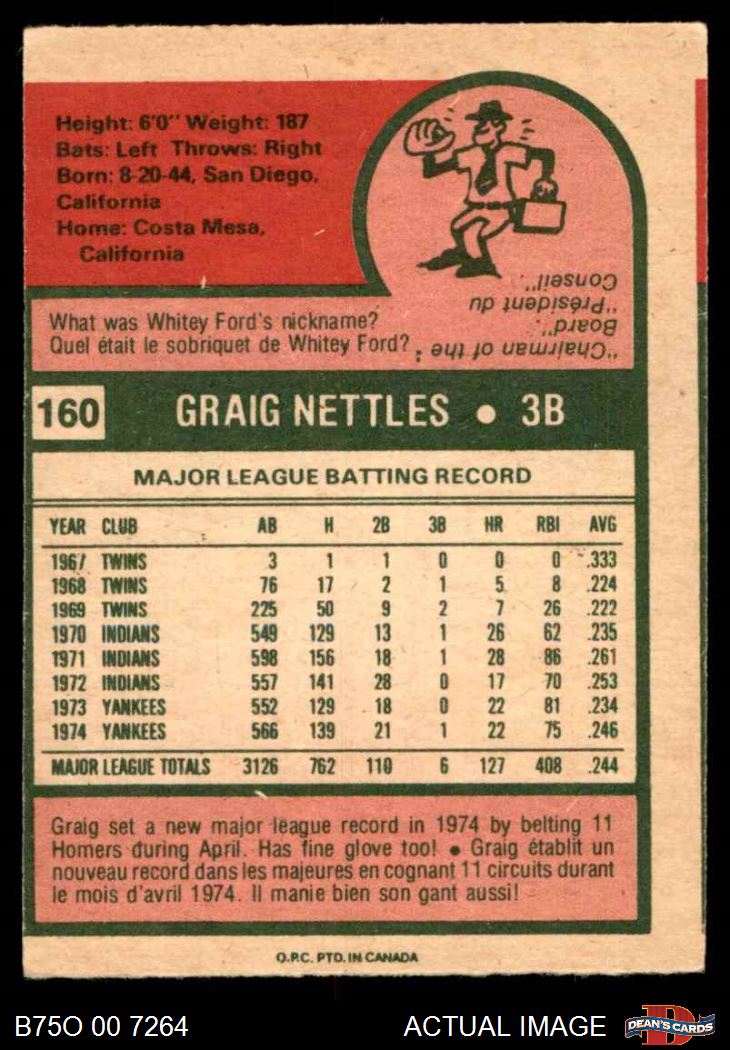 Height: 6'0" Weight: 187
Bats: Left Throws: Right
Born: 8-20-44, San Diego,
California
Home: Costa Mesa,
California
What was Whitey Ford's nickname?
Quel était le sobriquet de Whitey Ford?
"Chairman of the
Board".
"Président du
Conseil".
160 GRAIG NETTLES • 3B
MAJOR LEAGUE BATTING RECORD
YEAR CLUB AB H 2B 3B HR RBI AVG
1967 TWINS 3 1 1 0 0 0 .333
1968 TWINS 76 17 2 1 5 8 .224
1969 TWINS 225 50 9 2 7 26 .222
1970 INDIANS 549 129 13 1 26 62 .235
1971 INDIANS 598 156 18 1 28 86 .261
1972 INDIANS 557 141 28 0 17 70 .253
1973 YANKEES 552 129 18 0 22 81 .234
1974 YANKEES 566 139 21 1 22 75 .246
MAJOR LEAGUE TOTALS 3126 762 110 6 127 408 .244
Graig set a new major league record in 1974 by belting 11
Homers during April. Has fine glove too! • Graig établit un
nouveau record dans les majeures en cognant 11 circuits durant
le mois d'avril 1974. Il manie bien son gant aussi!
O.P.C. PTD. IN CANADA
B75O 00 7264 ACTUAL IMAGE
D
DEAN'S CARDS